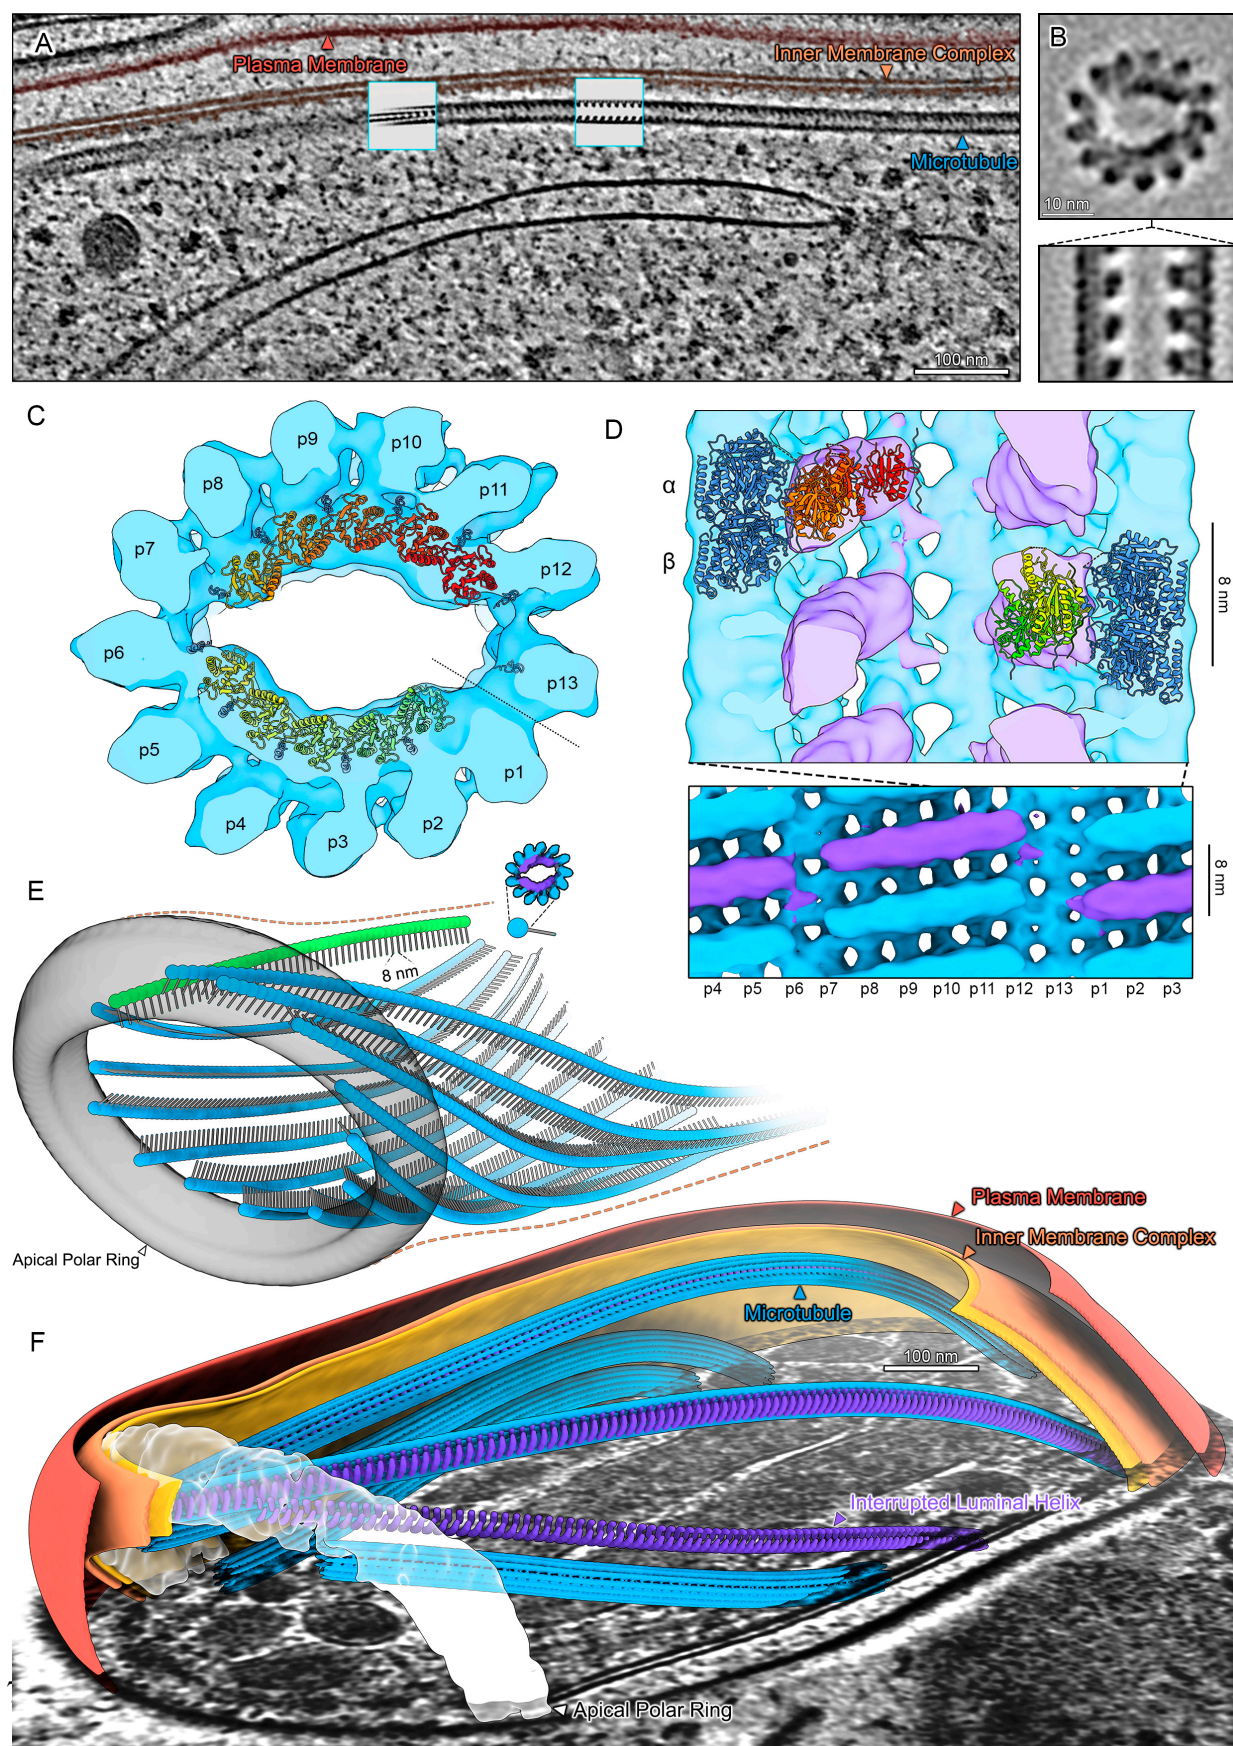 A
Plasma Membrane
Inner Membrane Complex
Microtubule
100 nm
B
10 nm
C
p9
p10
p8
p11
p7
p12
p6
p13
p5
p1
p4
p3
p2
D
α
β
8 nm
8 nm
p4 p5 p6 p7 p8 p9 p10 p11 p12 p13 p1 p2 p3
E
8 nm
Apical Polar Ring
F
Plasma Membrane
Inner Membrane Complex
Microtubule
100 nm
Interrupted Luminal Helix
Apical Polar Ring